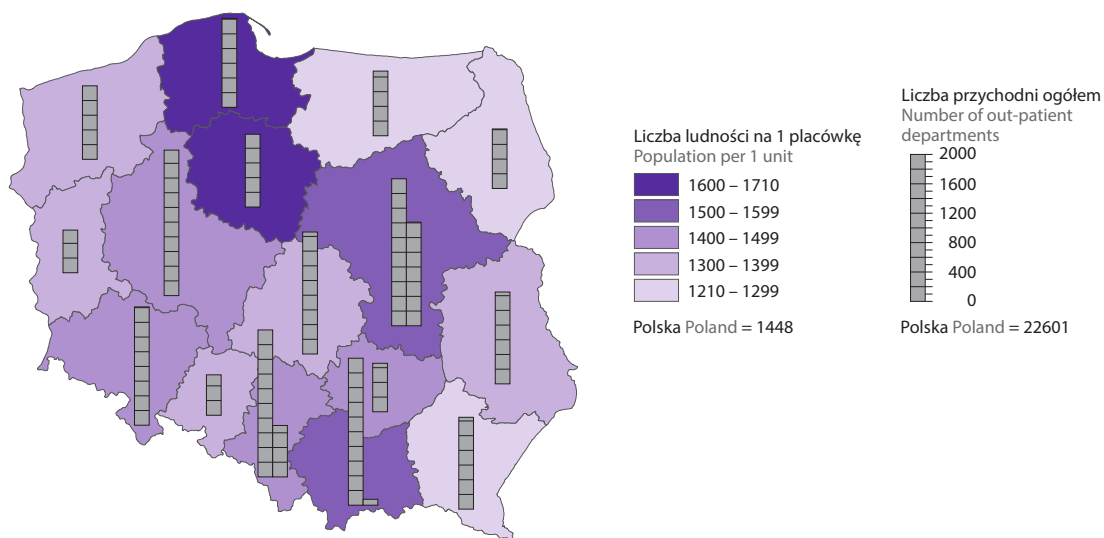 Liczba ludności na 1 placówkę
Population per 1 unit
1600 – 1710
1500 – 1599
1400 – 1499
1300 – 1399
1210 – 1299
Polska Poland = 1448
Liczba przychodni ogółem
Number of out-patient
departments
2000
1600
1200
800
400
0
Polska Poland = 22601